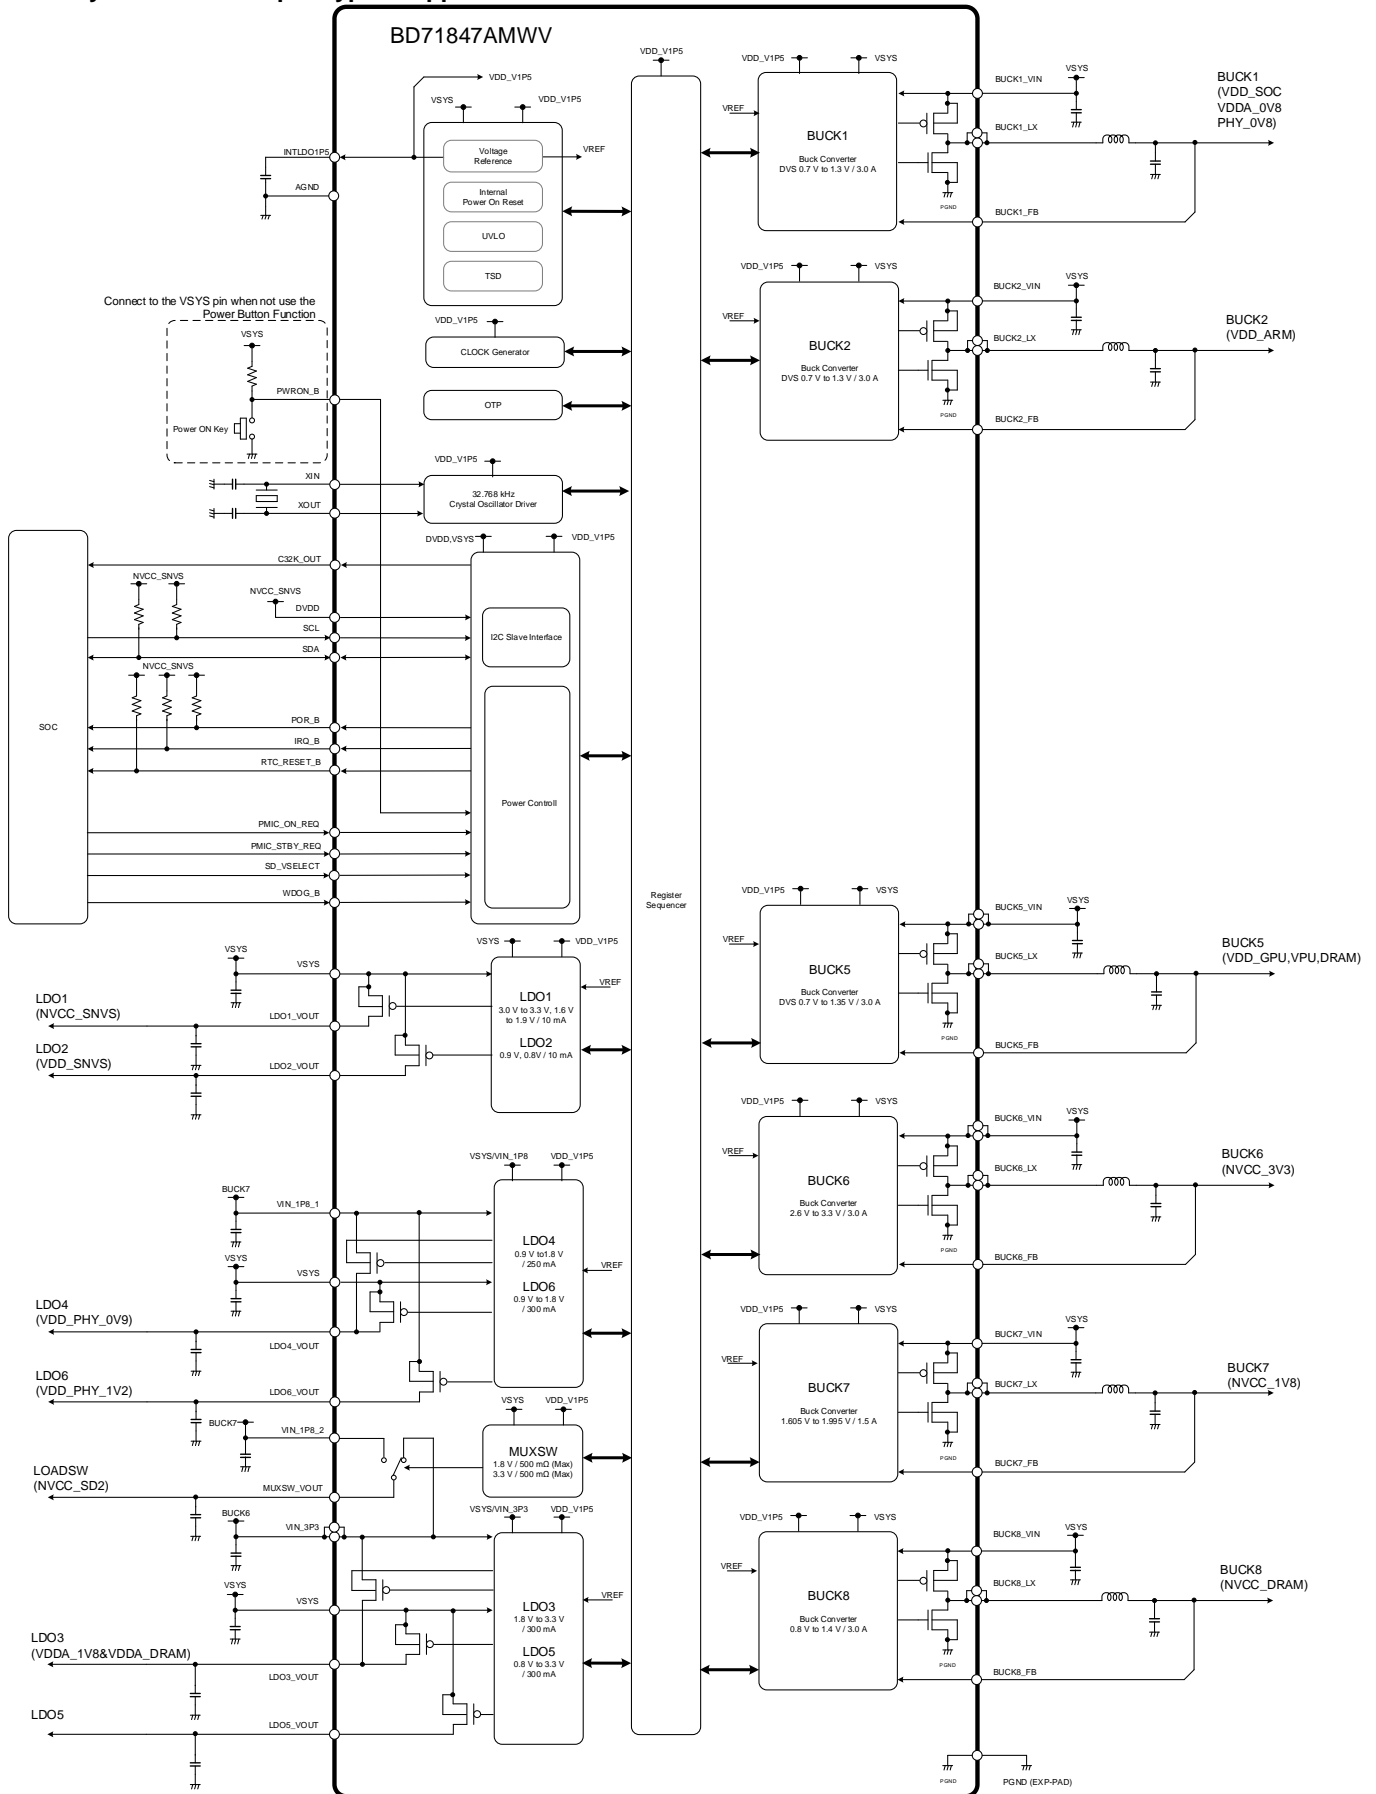 BD71847AMWV
VDD_V1P5
VDD_V1P5
VSYS
VDD_V1P5
INTLDO1P5
Voltage
Reference
VREF
AGND
Internal
Power On Reset
UVLO
TSD
Connect to the VSYS pin when not use the
Power Button Function
VSYS
PWRON_B
Power ON Key
VDD_V1P5
CLOCK Generator
OTP
VDD_V1P5
XIN
XOUT
32.768 kHz
Crystal Oscillator Driver
DVDD,VSYS
VDD_V1P5
C32K_OUT
NVCC_SNVS
NVCC_SNVS
DVDD
SCL
SDA
I2C Slave Interface
NVCC_SNVS
SOC
POR_B
IRQ_B
RTC_RESET_B
Power Controll
PMIC_ON_REQ
PMIC_STBY_REQ
SD_VSELECT
WDOG_B
Register
Sequencer
VSYS
VDD_V1P5
VSYS
VSYS
VREF
LDO1
(NVCC_SNVS)
LDO1_VOUT
LDO1
3.0 V to 3.3 V, 1.6 V
to 1.9 V / 10 mA
LDO2
0.9 V, 0.8V / 10 mA
LDO2
(VDD_SNVS)
LDO2_VOUT
VSYS/VIN_1P8
VDD_V1P5
BUCK7
VIN_1P8_1
VSYS
VSYS
LDO4
0.9 V to1.8 V
/ 250 mA
LDO6
0.9 V to 1.8 V
/ 300 mA
VREF
LDO4
(VDD_PHY_0V9)
LDO4_VOUT
LDO6
(VDD_PHY_1V2)
LDO6_VOUT
VSYS
VDD_V1P5
BUCK7
VIN_1P8_2
MUXSW
1.8 V / 500 mΩ (Max)
3.3 V / 500 mΩ (Max)
LOADSW
(NVCC_SD2)
MUXSW_VOUT
VSYS/VIN_3P3
VDD_V1P5
BUCK6
VIN_3P3
VSYS
VSYS
VREF
LDO3
1.8 V to 3.3 V
/ 300 mA
LDO5
0.8 V to 3.3 V
/ 300 mA
LDO3
(VDDA_1V8&VDDA_DRAM)
LDO3_VOUT
LDO5
LDO5_VOUT
VDD_V1P5
VSYS
VREF
BUCK1
Buck Converter
DVS 0.7 V to 1.3 V / 3.0 A
BUCK1_VIN
VSYS
BUCK1_LX
PGND
BUCK1_FB
BUCK1
(VDD_SOC
VDDA_0V8
PHY_0V8)
VDD_V1P5
VSYS
VREF
BUCK2
Buck Converter
DVS 0.7 V to 1.3 V / 3.0 A
BUCK2_VIN
VSYS
BUCK2_LX
PGND
BUCK2_FB
BUCK2
(VDD_ARM)
VDD_V1P5
VSYS
VREF
BUCK5
Buck Converter
DVS 0.7 V to 1.35 V / 3.0 A
BUCK5_VIN
VSYS
BUCK5_LX
PGND
BUCK5_FB
BUCK5
(VDD_GPU,VPU,DRAM)
VDD_V1P5
VSYS
VREF
BUCK6
Buck Converter
2.6 V to 3.3 V / 3.0 A
BUCK6_VIN
VSYS
BUCK6_LX
PGND
BUCK6_FB
BUCK6
(NVCC_3V3)
VDD_V1P5
VSYS
VREF
BUCK7
Buck Converter
1.605 V to 1.995 V / 1.5 A
BUCK7_VIN
VSYS
BUCK7_LX
PGND
BUCK7_FB
BUCK7
(NVCC_1V8)
VDD_V1P5
VSYS
VREF
BUCK8
Buck Converter
0.8 V to 1.4 V / 3.0 A
BUCK8_VIN
VSYS
BUCK8_LX
PGND
BUCK8_FB
BUCK8
(NVCC_DRAM)
PGND
PGND (EXP-PAD)